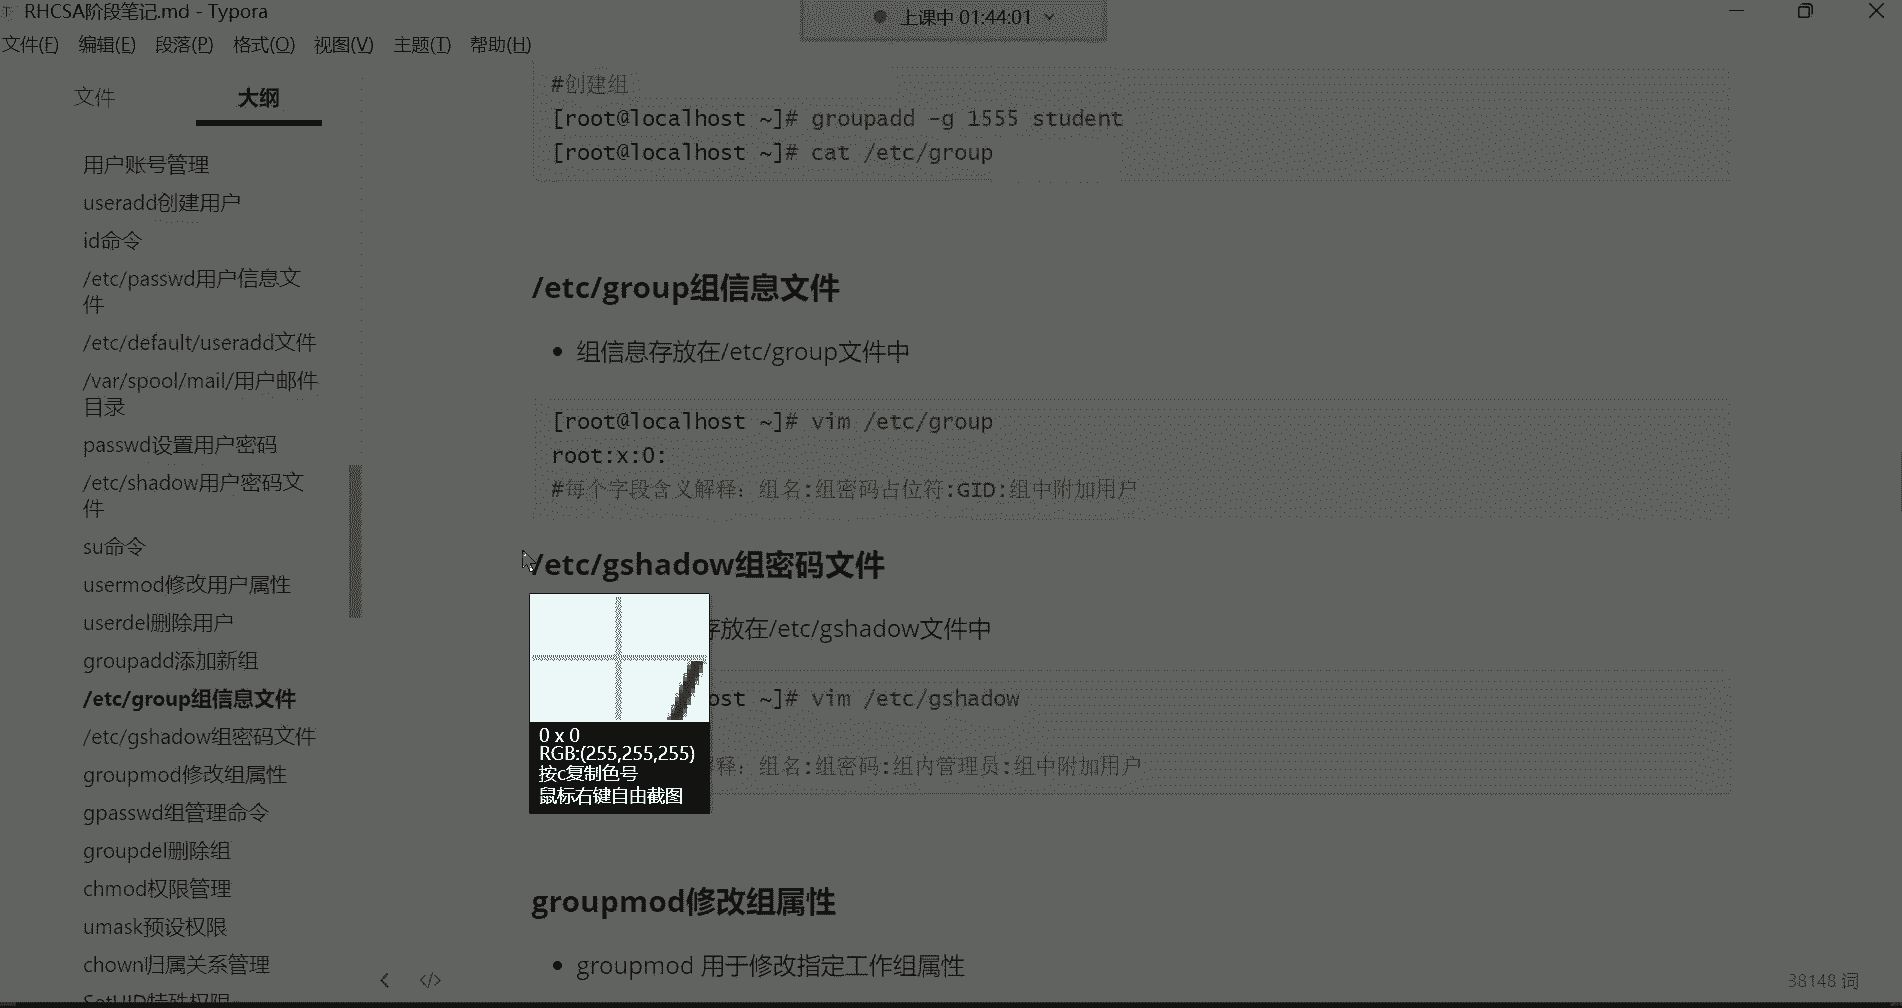 RHCSA阶段笔记.md - Typora
上课中 01:44:01
文件(F) 编辑(E) 段落(P) 格式(O) 视图(V) 主题(T) 帮助(H)
文件 大纲
用户账号管理
useradd创建用户
id命令
/etc/passwd用户信息文
件
/etc/default/useradd文件
/var/spool/mail/用户邮件
目录
passwd设置用户密码
/etc/shadow用户密码文
件
su命令
usermod修改用户属性
userdel删除用户
groupadd添加新组
/etc/group组信息文件
/etc/gshadow组密码文件
groupmod修改组属性
gpasswd组管理命令
groupdel删除组
chmod权限管理
umask预设权限
chown归属关系管理
SetUID特殊权限
#创建组
[root@localhost ~]# groupadd -g 1555 student
[root@localhost ~]# cat /etc/group
/etc/group组信息文件
• 组信息存放在/etc/group文件中
[root@localhost ~]# vim /etc/group
root:x:0:
#每个字段含义解释：组名:组密码占位符:GID:组中附加用户
/etc/gshadow组密码文件
存放在/etc/gshadow文件中
ost ~]# vim /etc/gshadow
解释：组名:组密码:组内管理员:组中附加用户
0 x 0
RGB:(255,255,255)
按c复制色号
鼠标右键自由截图
groupmod修改组属性
• groupmod 用于修改指定工作组属性
</> 38148 词